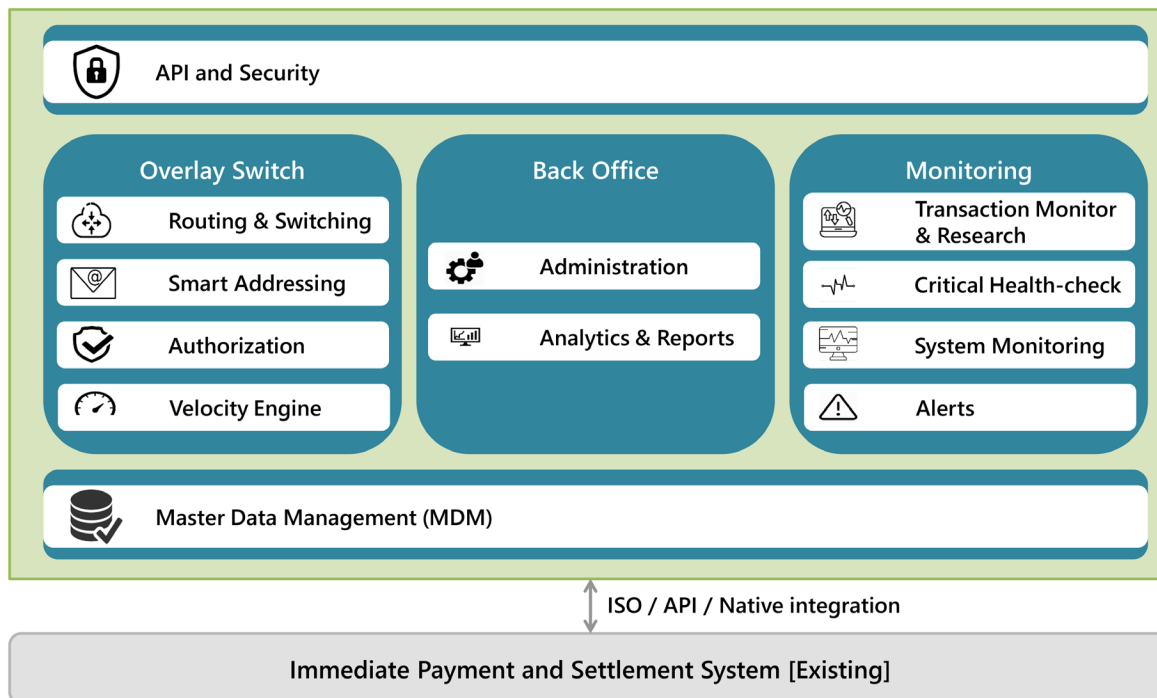 API and Security
Overlay Switch
Routing & Switching
@
Smart Addressing
Authorization
Velocity Engine
Back Office
Administration
Analytics & Reports
Monitoring
Transaction Monitor
& Research
Critical Health-check
System Monitoring
Alerts
Master Data Management (MDM)
ISO / API / Native integration
Immediate Payment and Settlement System [Existing]